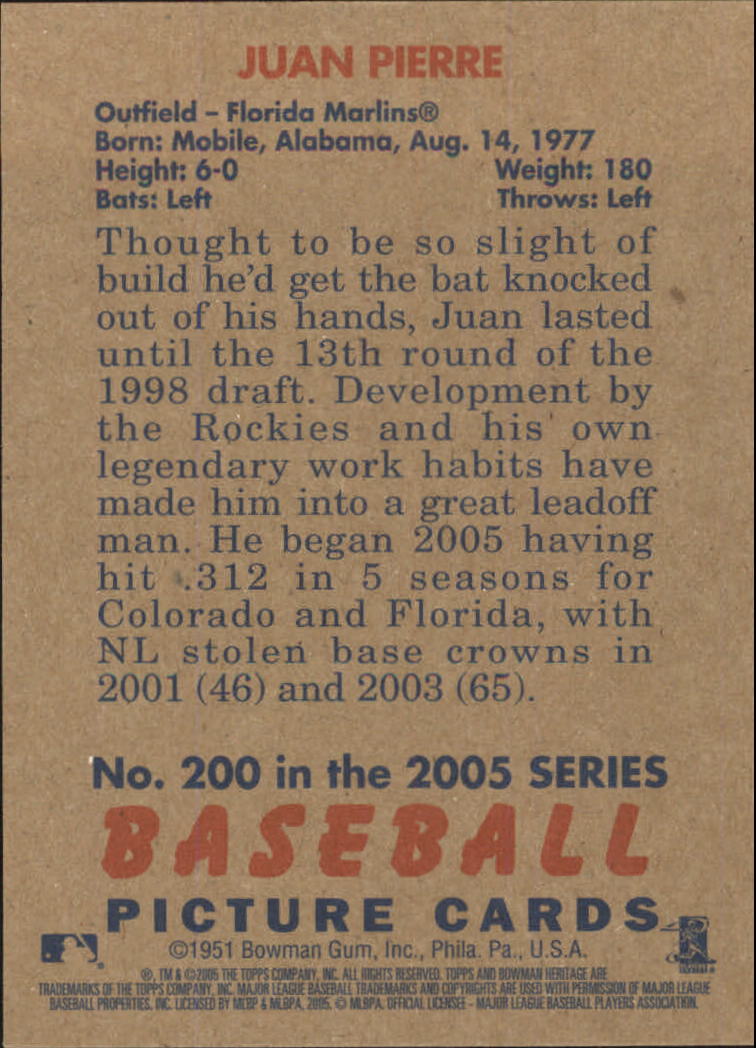 JUAN PIERRE
Outfield – Florida Marlins®
Born: Mobile, Alabama, Aug. 14, 1977
Height: 6-0 Weight: 180
Bats: Left Throws: Left
Thought to be so slight of
build he'd get the bat knocked
out of his hands, Juan lasted
until the 13th round of the
1998 draft. Development by
the Rockies and his own
legendary work habits have
made him into a great leadoff
man. He began 2005 having
hit .312 in 5 seasons for
Colorado and Florida, with
NL stolen base crowns in
2001 (46) and 2003 (65).
No. 200 in the 2005 SERIES
BASEBALL
PICTURE CARDS
©1951 Bowman Gum, Inc., Phila. Pa., U.S.A.
®, TM & ©2005 THE TOPPS COMPANY, INC. ALL RIGHTS RESERVED. TOPPS AND BOWMAN HERITAGE ARE
TRADEMARKS OF THE TOPPS COMPANY, INC. MAJOR LEAGUE BASEBALL TRADEMARKS AND COPYRIGHTS ARE USED WITH PERMISSION OF MAJOR LEAGUE
BASEBALL PROPERTIES, INC. LICENSED BY MLBP & MLBPA, 2005. © MLBPA. OFFICIAL LICENSEE - MAJOR LEAGUE BASEBALL PLAYERS ASSOCIATION.